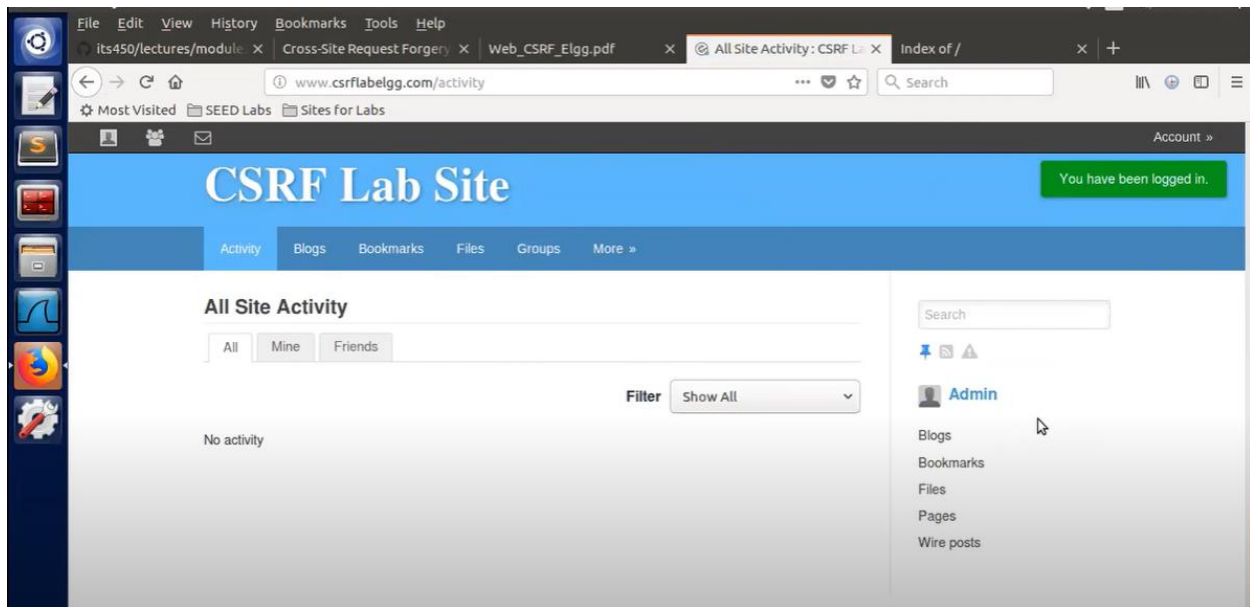 File Edit View History Bookmarks Tools Help
its450/lectures/module
Cross-Site Request Forgery
Web_CSRF_Elgg.pdf
All Site Activity : CSRF La
Index of /
www.csrflabelgg.com/activity
Search
Most Visited SEED Labs Sites for Labs
Account »
CSRF Lab Site
You have been logged in.
Activity Blogs Bookmarks Files Groups More »
All Site Activity
Search
All Mine Friends
Filter Show All
Admin
No activity
Blogs
Bookmarks
Files
Pages
Wire posts